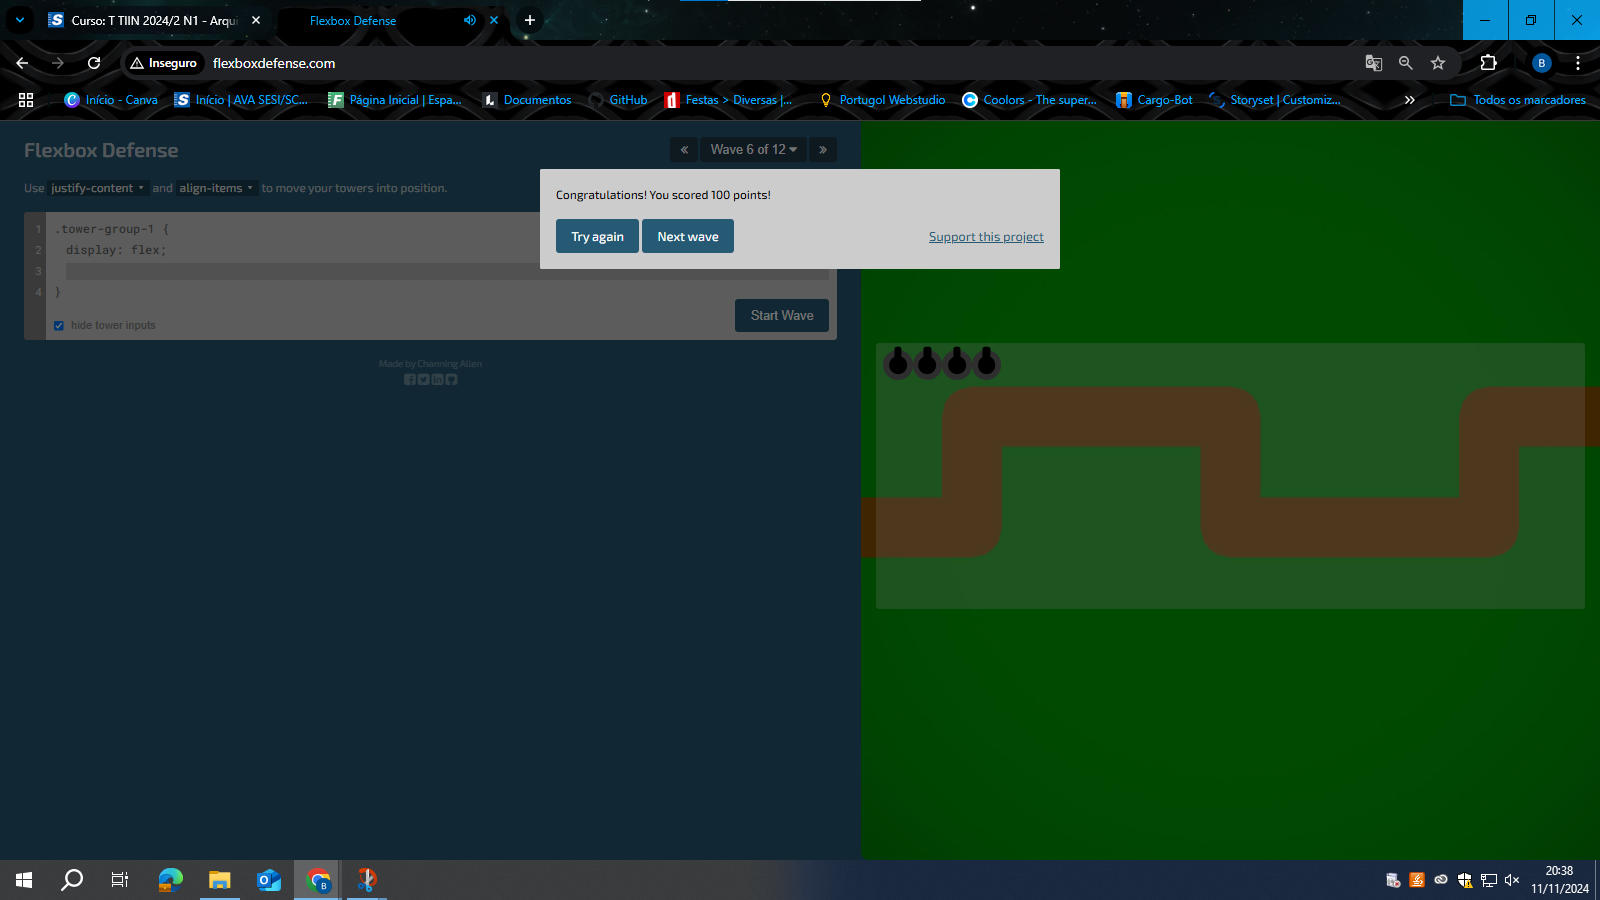 Curso: T TIIN 2024/2 N1 - Arqui
Flexbox Defense
Inseguro
flexboxdefense.com
B
Início - Canva
Início | AVA SESI/SC...
Página Inicial | Espa...
Documentos
GitHub
Festas > Diversas |...
Portugol Webstudio
Coolors - The super...
Cargo-Bot
Storyset | Customiz...
Todos os marcadores
Flexbox Defense
« Wave 6 of 12 »
Use justify-content and align-items to move your towers into position.
Congratulations! You scored 100 points!
Try again Next wave Support this project
1 .tower-group-1 {
2 display: flex;
3
4 }
hide tower inputs
Start Wave
Made by Channing Allen
20:38
11/11/2024